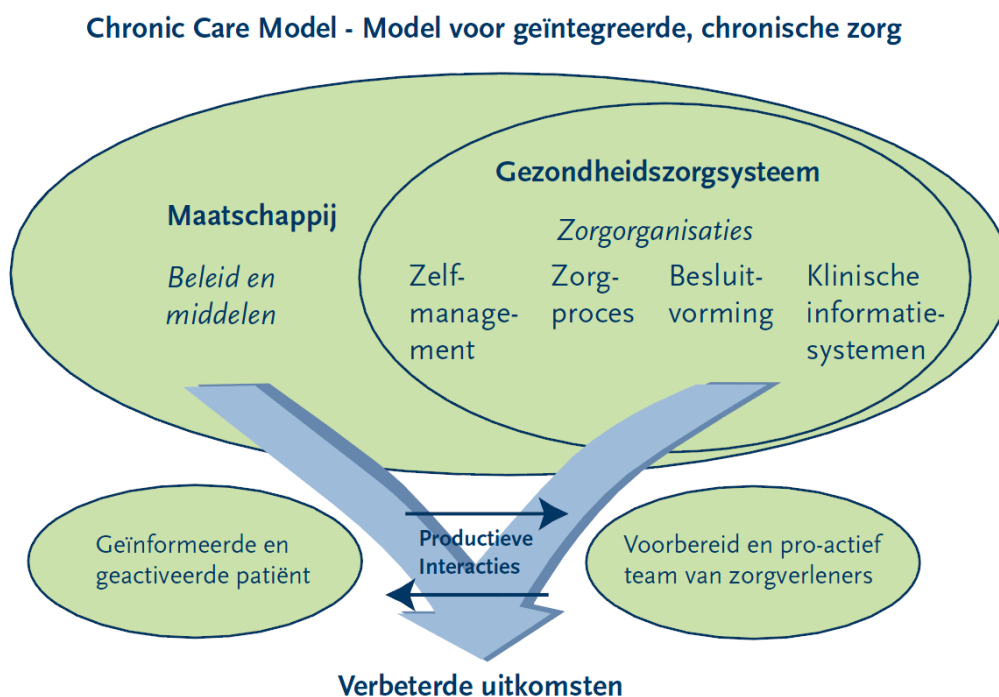 Chronic Care Model - Model voor geïntegreerde, chronische zorg
Maatschappij
Beleid en
middelen
Gezondheidszorgsysteem
Zorgorganisaties
Zelf-
manage-
ment
Zorg-
proces
Besluit-
vorming
Klinische
informatie-
systemen
Geïnformeerde en
geactiveerde patiënt
Productieve
Interacties
Voorbereid en pro-actief
team van zorgverleners
Verbeterde uitkomsten